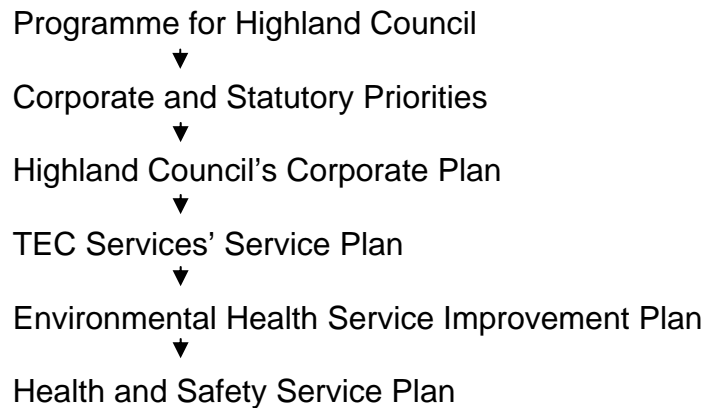 Programme for Highland Council
Corporate and Statutory Priorities
Highland Council’s Corporate Plan
TEC Services’ Service Plan
Environmental Health Service Improvement Plan
Health and Safety Service Plan